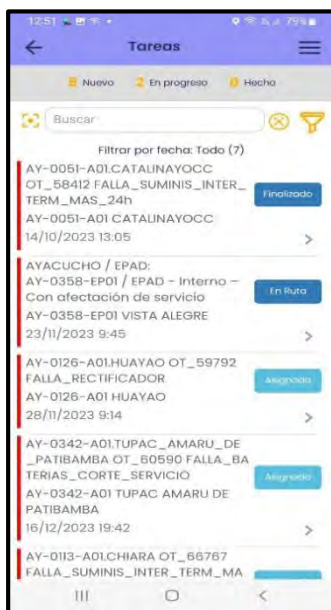 12:51 79%
Tareas
Nuevo 2 En progreso 0 Hecho
Buscar
Filtrar por fecha: Todo (7)
AY-0051-A01.CATALINAYOCC
OT_58412 FALLA_SUMINIS_INTER_
TERM_MAS_24h
Finalizado
AY-0051-A01 CATALINAYOCC
14/10/2023 13:05
AYACUCHO / EPAD:
AY-0358-EP01 / EPAD - Interno –
Con afectación de servicio
En Ruta
AY-0358-EP01 VISTA ALEGRE
23/11/2023 9:45
AY-0126-A01.HUAYAO OT_59792
FALLA_RECTIFICADOR
Asignado
AY-0126-A01 HUAYAO
28/11/2023 9:14
AY-0342-A01.TUPAC_AMARU_DE
_PATIBAMBA OT_60590 FALLA_BA
TERIAS_CORTE_SERVICIO
Asignado
AY-0342-A01 TUPAC AMARU DE
PATIBAMBA
16/12/2023 19:42
AY-0113-A01.CHIARA OT_66767
FALLA_SUMINIS_INTER_TERM_MA